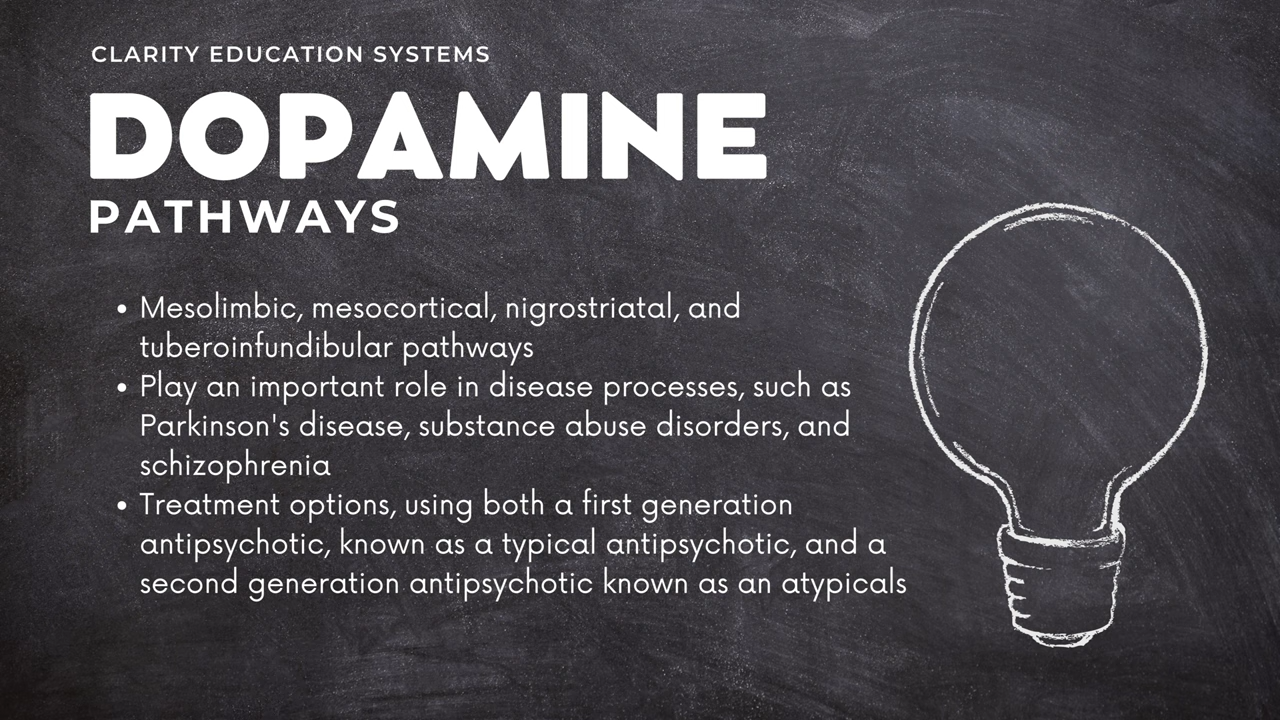 CLARITY EDUCATION SYSTEMS
DOPAMINE
PATHWAYS
• Mesolimbic, mesocortical, nigrostriatal, and
tuberoinfundibular pathways
• Play an important role in disease processes, such as
Parkinson's disease, substance abuse disorders, and
schizophrenia
• Treatment options, using both a first generation
antipsychotic, known as a typical antipsychotic, and a
second generation antipsychotic known as an atypicals